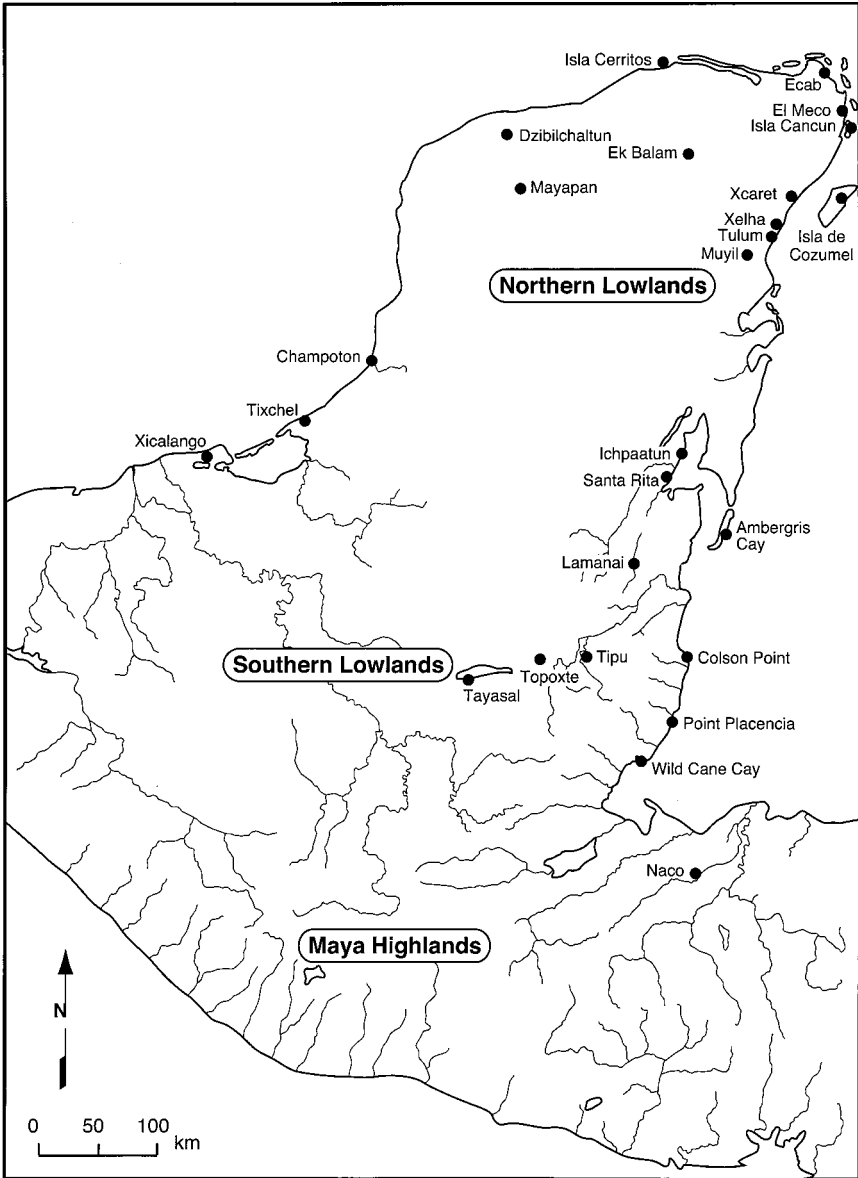 Isla Cerritos
Ecab
El Meco
Isla Cancun
Dzibilchaltun
Ek Balam
Mayapan
Xcaret
Xelha
Tulum
Isla de
Cozumel
Muyil
Northern Lowlands
Champoton
Tixchel
Xicalango
Ichpaatun
Santa Rita
Ambergris
Cay
Lamanai
Southern Lowlands
Tayasal
Topoxte
Tipu
Colson Point
Point Placencia
Wild Cane Cay
Naco
Maya Highlands
N
0 50 100
km